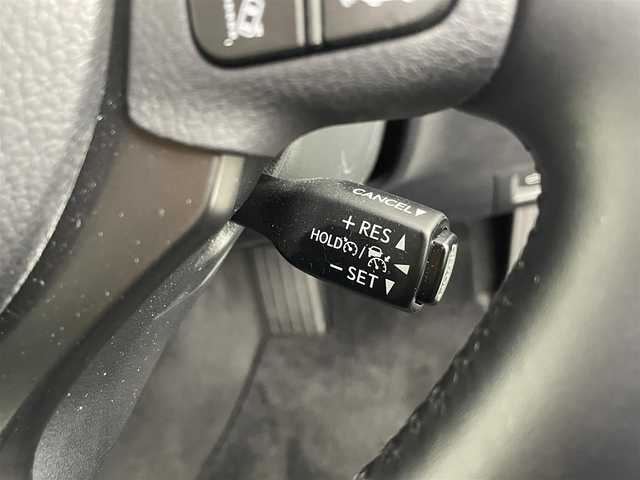 CANCEL▼
+ RES ▲
HOLD /
− SET ▼